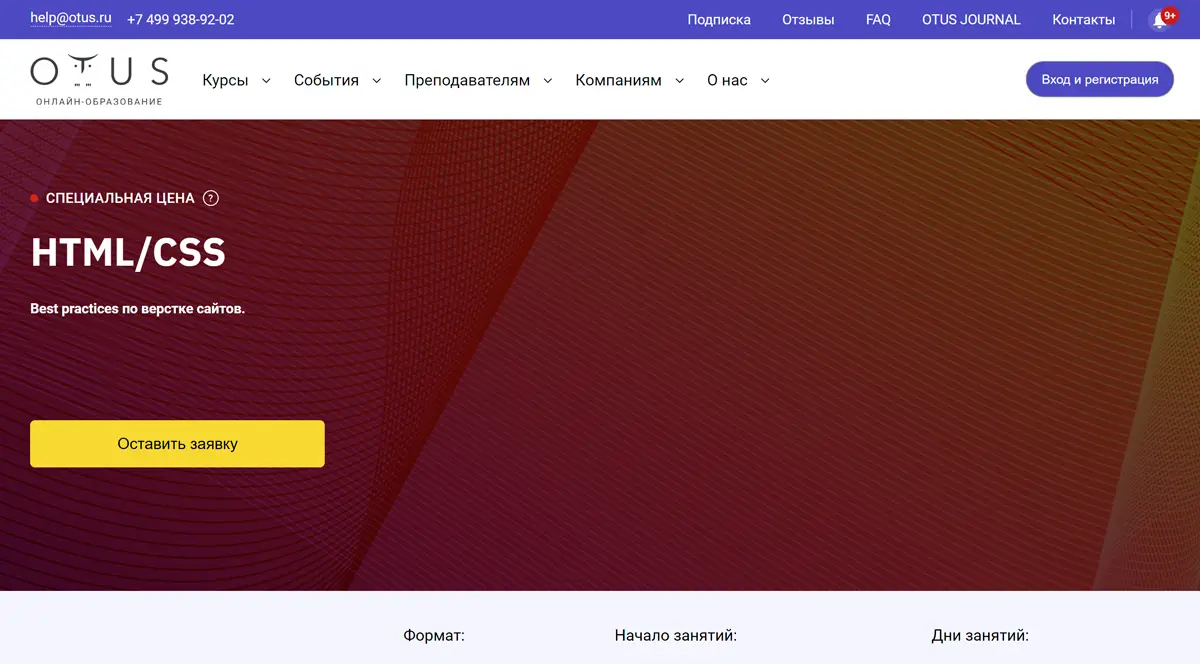 help@otus.ru +7 499 938-92-02 Подписка Отзывы FAQ OTUS JOURNAL Контакты 9+
OTUS
ОНЛАЙН-ОБРАЗОВАНИЕ
Курсы События Преподавателям Компаниям О нас Вход и регистрация
СПЕЦИАЛЬНАЯ ЦЕНА ?
HTML/CSS
Best practices по верстке сайтов.
Оставить заявку
Формат: Начало занятий: Дни занятий: